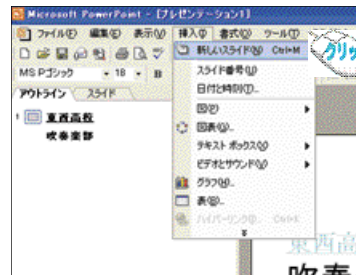 Microsoft PowerPoint - [プレゼンテーション1]
ファイル(F) 編集(E) 表示(V) 挿入(I) 書式(O) ツール(T)
MS Pゴシック 18 B
アウトライン スライド
1 東西高校
吹奏楽部
新しいスライド(N) Ctrl+M
スライド番号(U)
日付と時刻(T)...
図(P)
図表(G)...
テキスト ボックス(X)
ビデオとサウンド(V)
グラフ(H)...
表(B)...
ハイパーリンク(I)... Ctrl+K
クリッ
東西高
吹奏